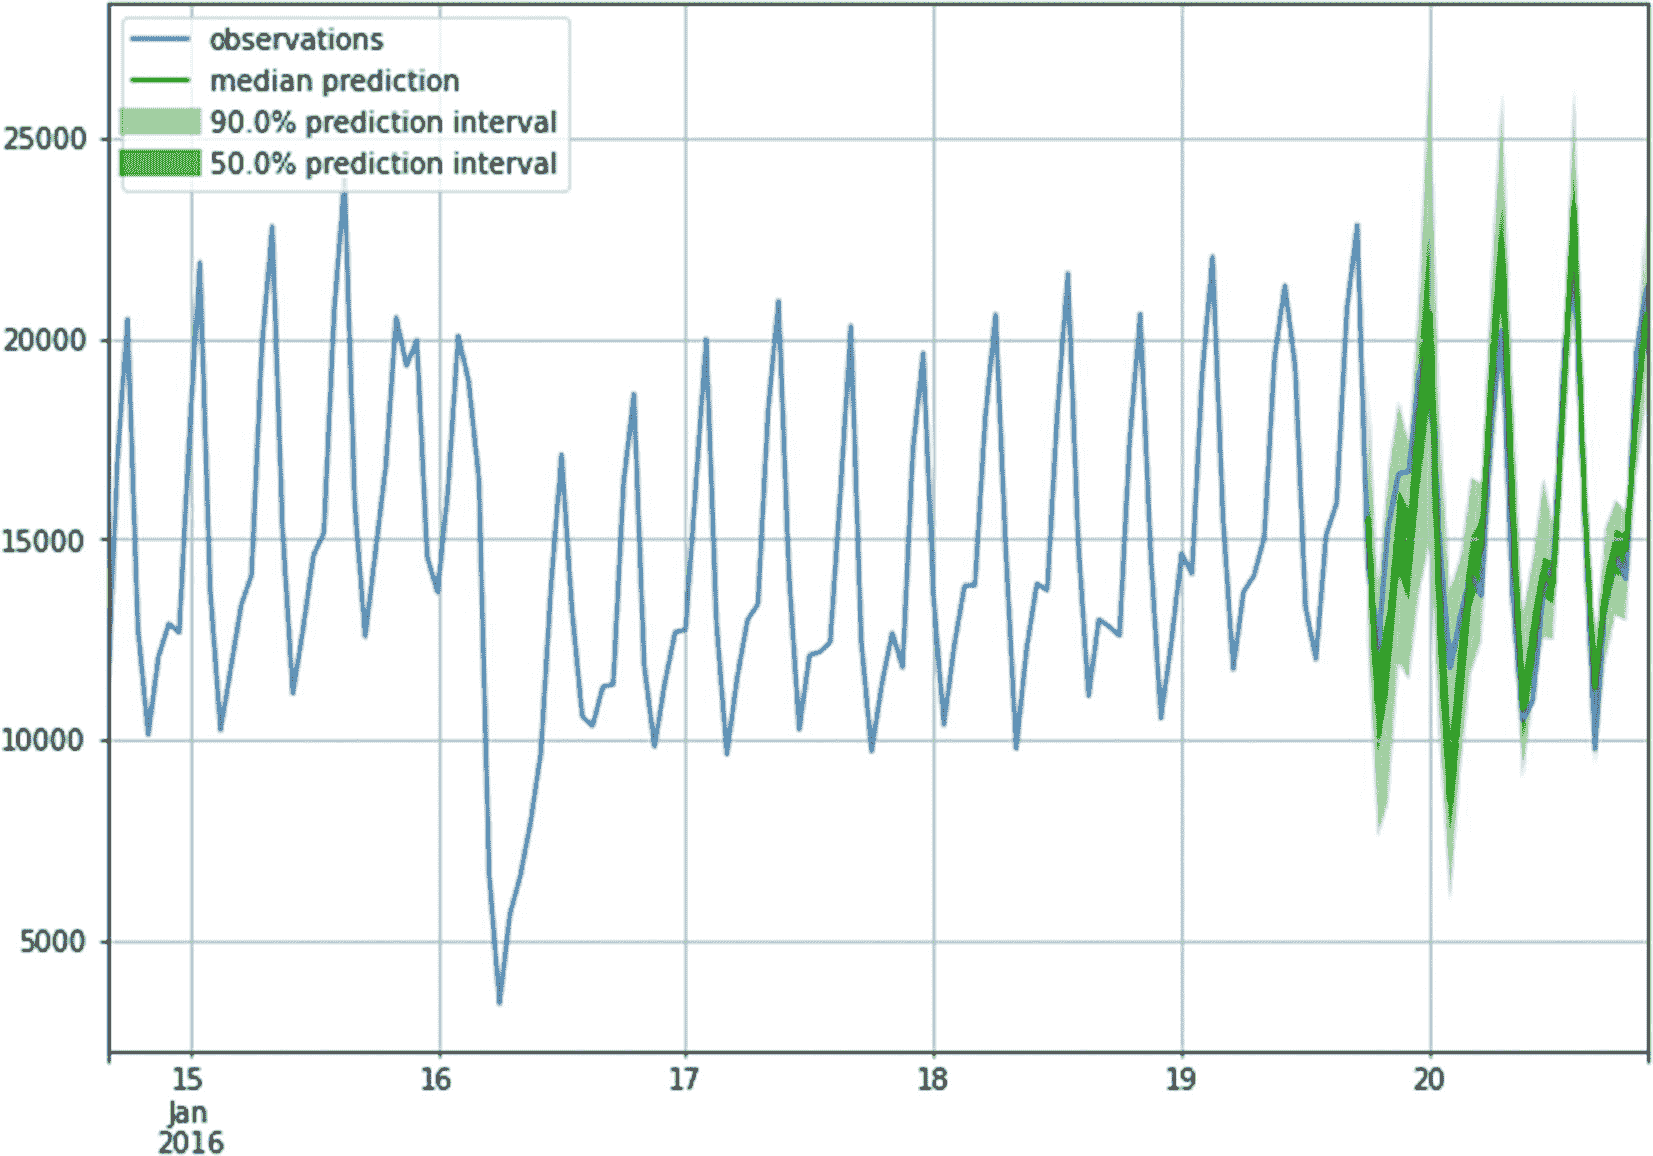 observations
median prediction
90.0% prediction interval
50.0% prediction interval
25000
20000
15000
10000
5000
15 16 17 18 19 20
Jan
2016